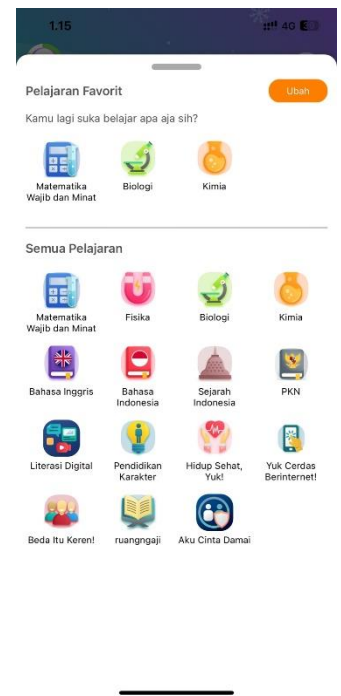 1.15
4G
Pelajaran Favorit
Ubah
Kamu lagi suka belajar apa aja sih?
Matematika
Wajib dan Minat
Biologi
Kimia
Semua Pelajaran
Matematika
Wajib dan Minat
Fisika
Biologi
Kimia
Bahasa Inggris
Bahasa
Indonesia
Sejarah
Indonesia
PKN
Literasi Digital
Pendidikan
Karakter
Hidup Sehat,
Yuk!
Yuk Cerdas
Berinternet!
Beda Itu Keren!
ruangngaji
Aku Cinta Damai